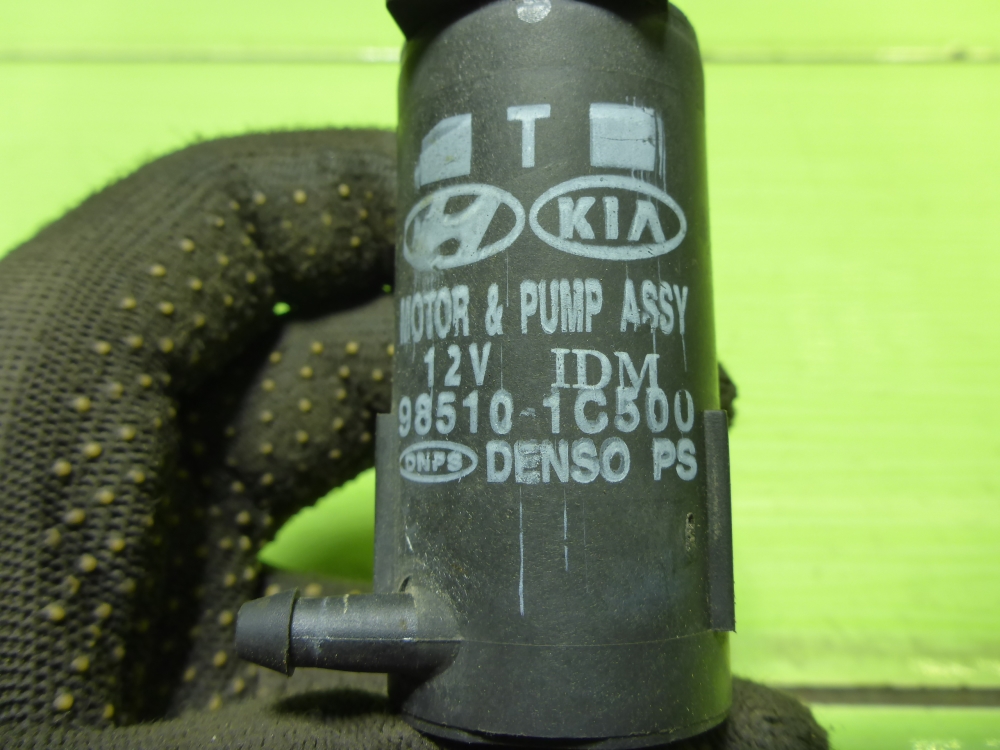 T
KIA
MOTOR & PUMP ASSY
12V IDM
98510-1C500
DNPS DENSO PS